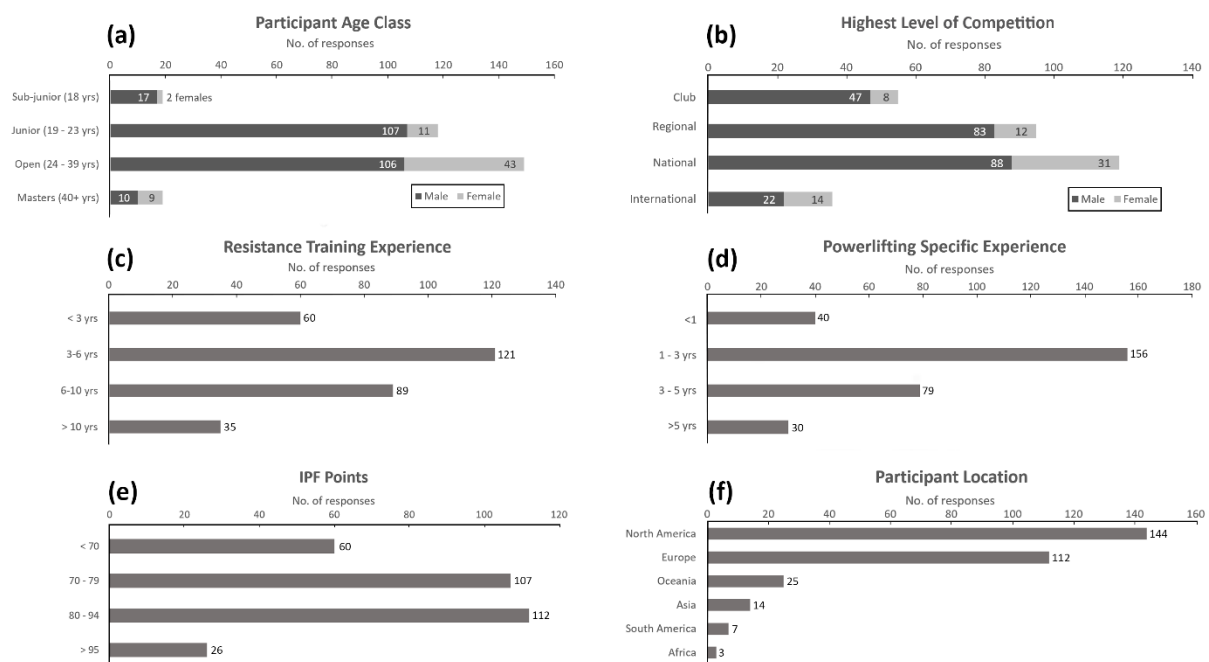 (a)
Participant Age Class
No. of responses
0 20 40 60 80 100 120 140 160
Sub-junior (18 yrs) 17 2 females
Junior (19 - 23 yrs) 107 11
Open (24 - 39 yrs) 106 43
Masters (40+ yrs) 10 9
Male Female
(b)
Highest Level of Competition
No. of responses
0 20 40 60 80 100 120 140
Club 47 8
Regional 83 12
National 88 31
International 22 14
Male Female
(c)
Resistance Training Experience
No. of responses
0 20 40 60 80 100 120 140
< 3 yrs 60
3-6 yrs 121
6-10 yrs 89
> 10 yrs 35
(d)
Powerlifting Specific Experience
No. of responses
0 20 40 60 80 100 120 140 160 180
<1 40
1 - 3 yrs 156
3 - 5 yrs 79
>5 yrs 30
(e)
IPF Points
No. of responses
0 20 40 60 80 100 120
< 70 60
70 - 79 107
80 - 94 112
> 95 26
(f)
Participant Location
No. of responses
0 20 40 60 80 100 120 140 160
North America 144
Europe 112
Oceania 25
Asia 14
South America 7
Africa 3